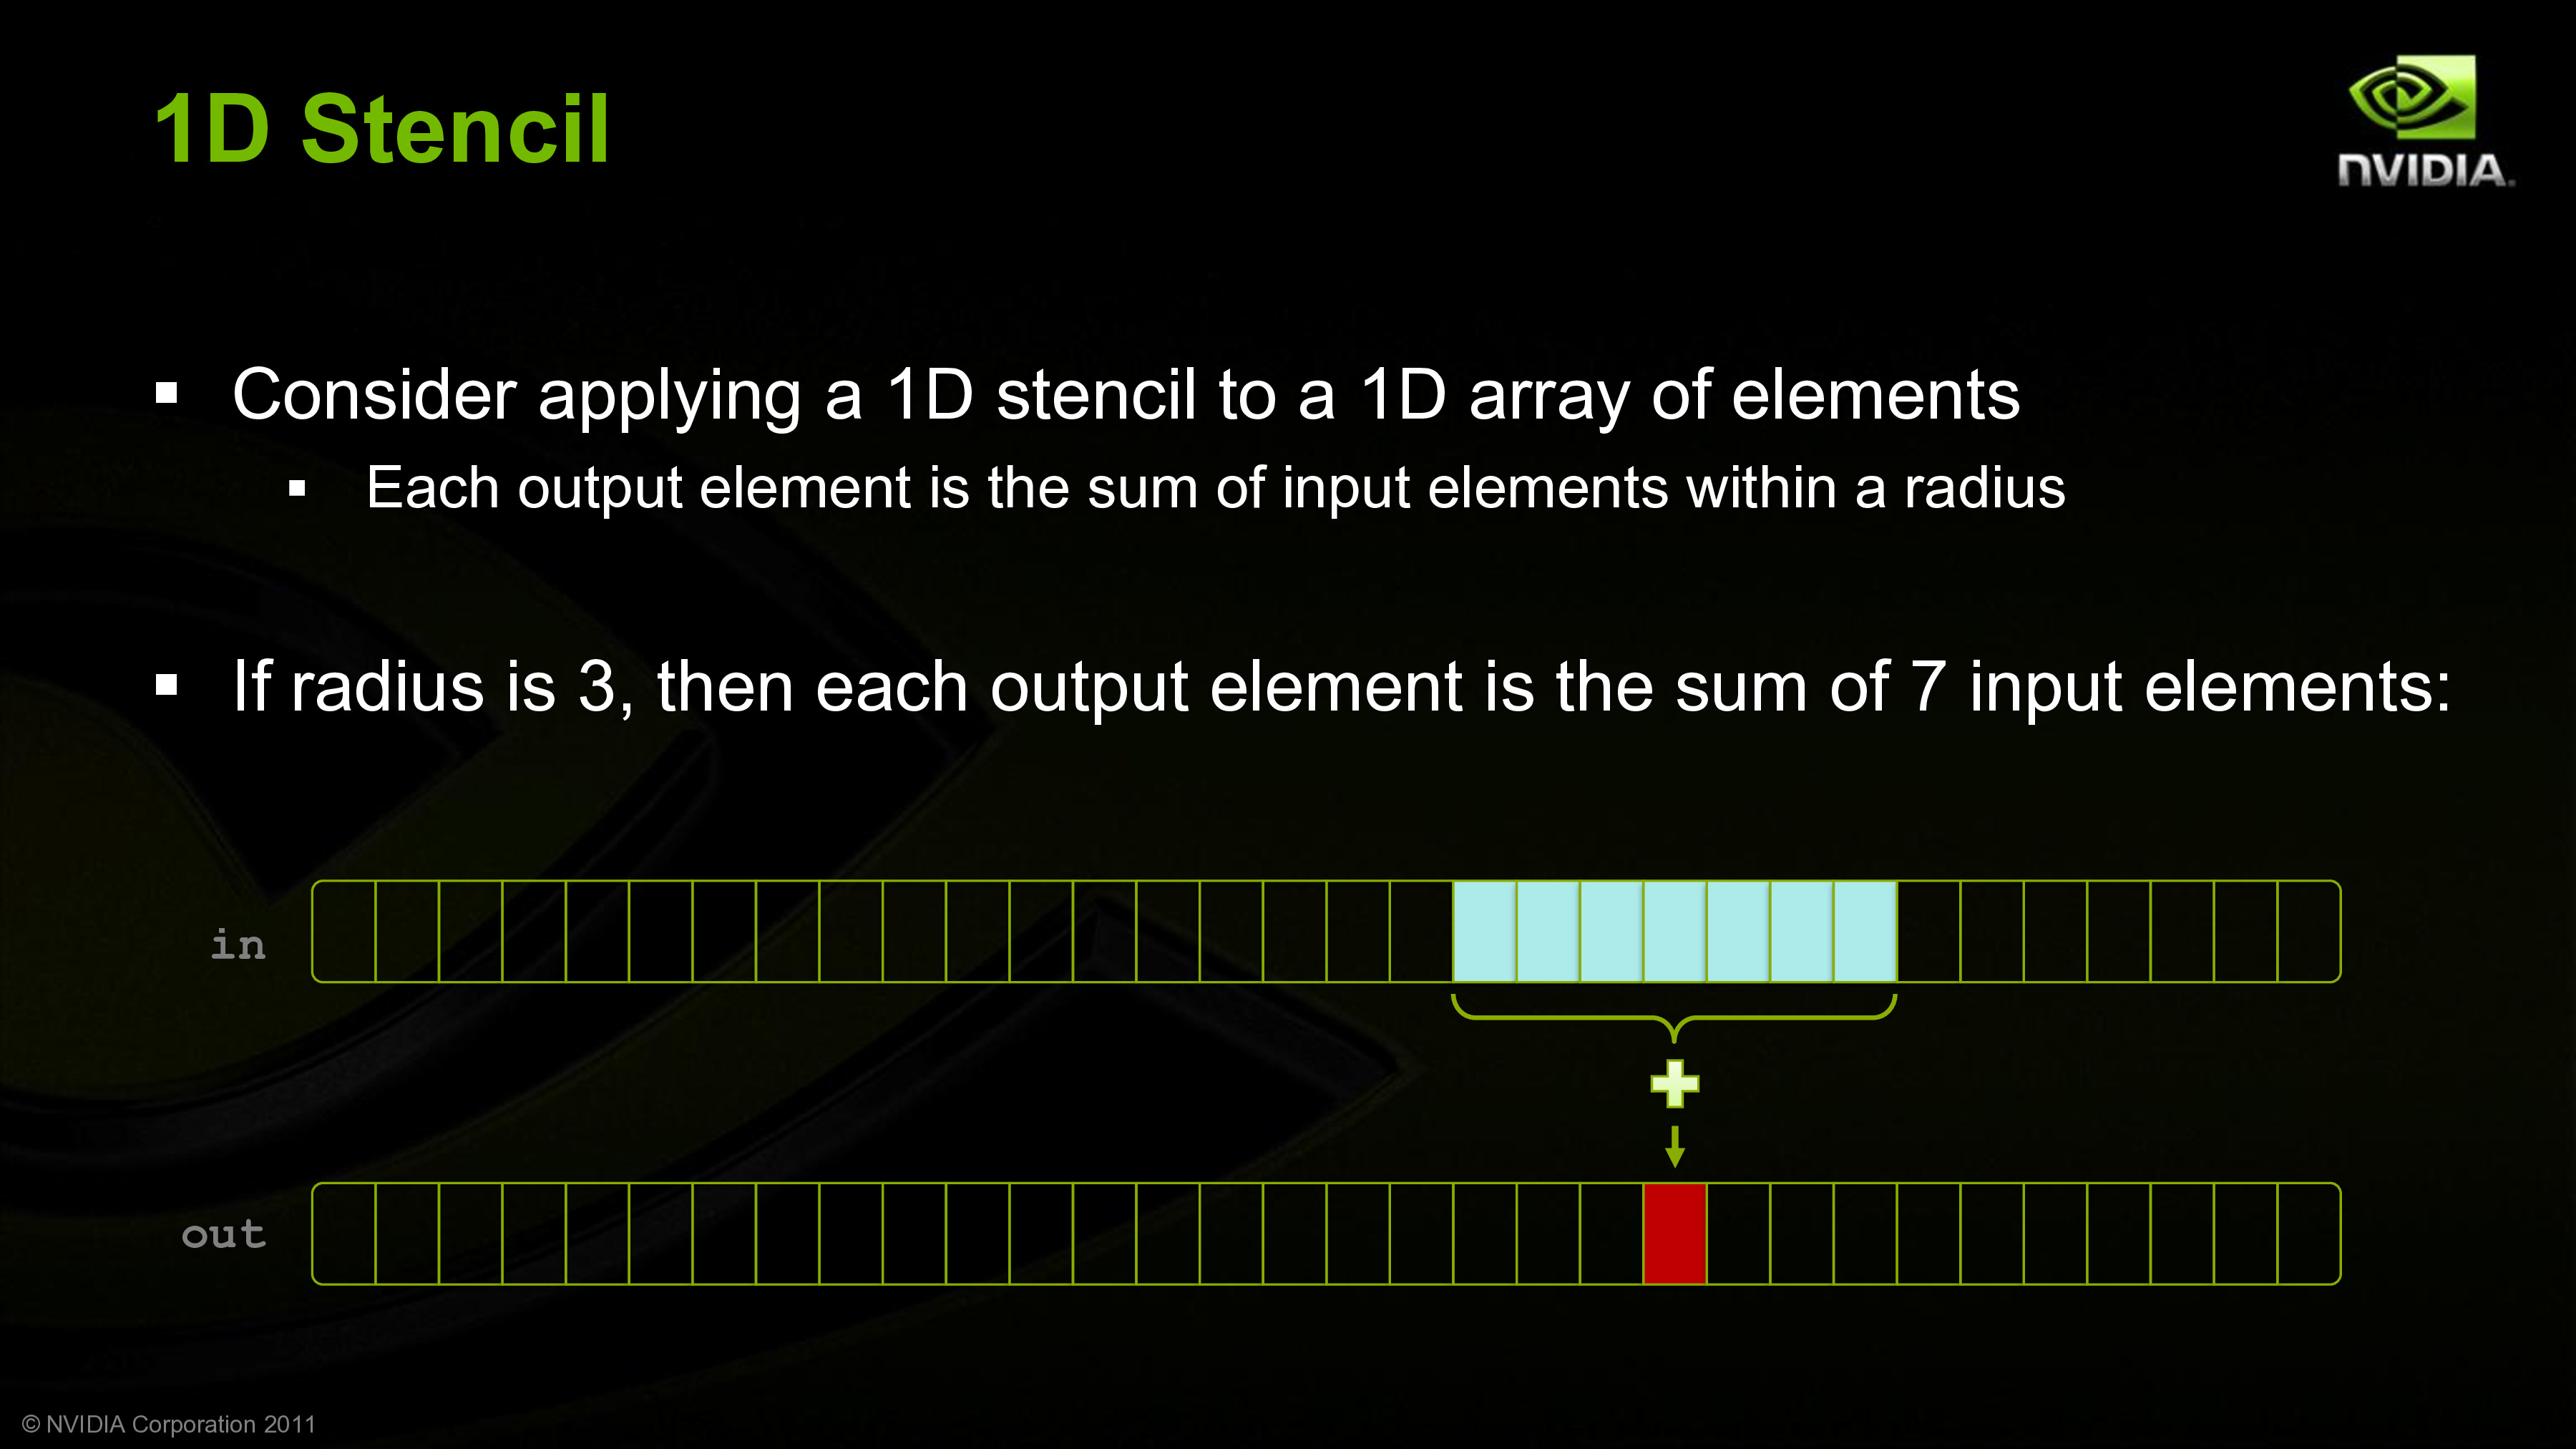 1D Stencil
NVIDIA.
▪ Consider applying a 1D stencil to a 1D array of elements
▪ Each output element is the sum of input elements within a radius
▪ If radius is 3, then each output element is the sum of 7 input elements:
in
out
© NVIDIA Corporation 2011